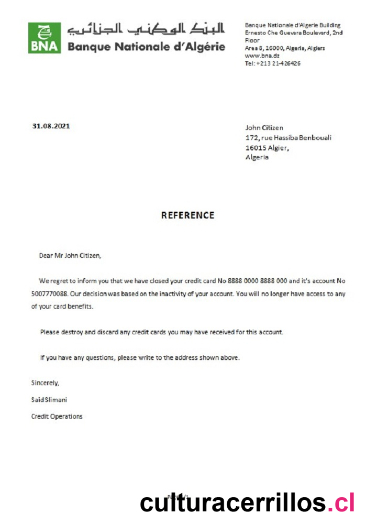 البنك الوطني الجزائري
BNA Banque Nationale d'Algérie
Banque Nationale d'Algerie Building
Ernesto Che Guevara Boulevard, 2nd
Floor
Area 8, 16000, Algeria, Algiers
www.bna.dz
Tel: +213 21-426426
31.08.2021
John Citizen
172, rue Hassiba Benbouali
16015 Algier,
Algeria
REFERENCE
Dear Mr John Citizen,
We regret to inform you that we have closed your credit card No 8888 0000 8888 000 and it's account No
5007770088. Our decision was based on the inactivity of your account. You will no longer have access to any
of your card benefits.
Please destroy and discard any credit cards you may have received for this account.
If you have any questions, please write to the address shown above.
Sincerely,
Said Slimani
Credit Operations
culturacerrillos.cl